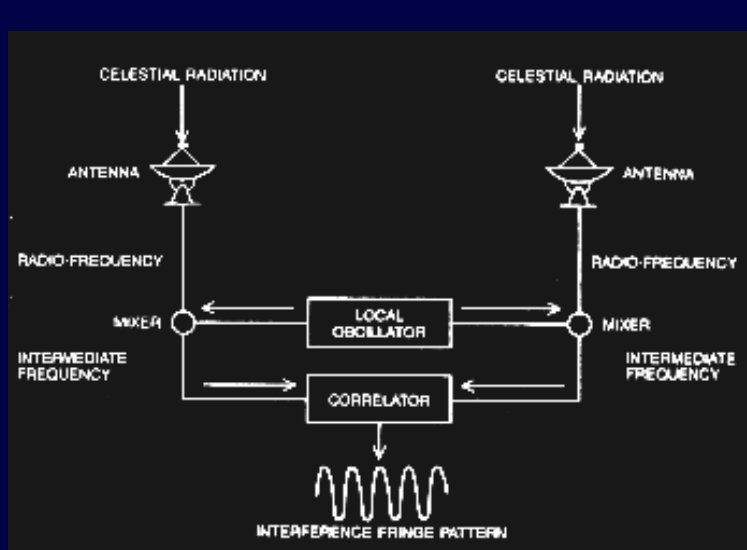 CELESTIAL RADIATION
CELESTIAL RADIATION
ANTENNA
ANTENNA
RADIO-FREQUENCY
RADIO-FREQUENCY
MIXER
LOCAL
OSCILLATOR
MIXER
INTERMEDIATE
FREQUENCY
INTERMEDIATE
FREQUENCY
CORRELATOR
INTERFERENCE FRINGE PATTERN